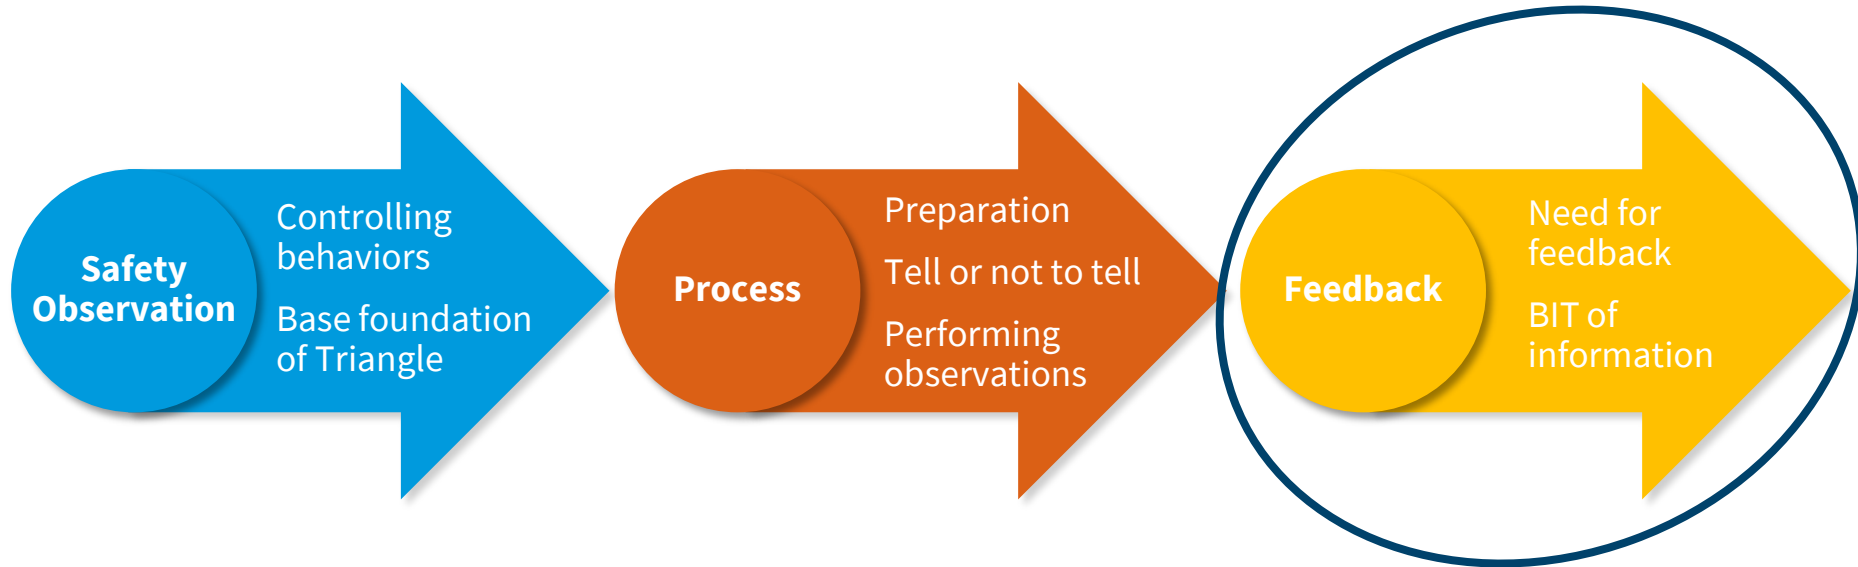 Safety
Observation
Controlling
behaviors
Base foundation
of Triangle
Process
Preparation
Tell or not to tell
Performing
observations
Feedback
Need for
feedback
BIT of
information